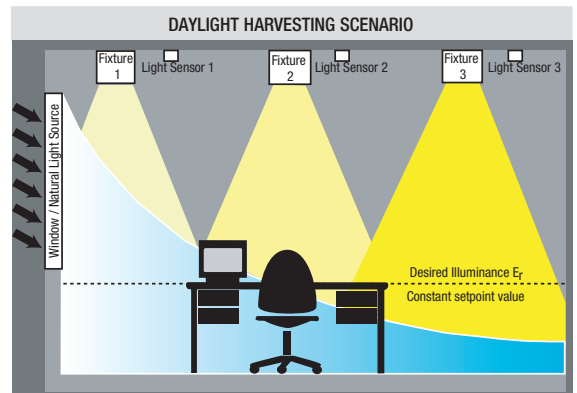 DAYLIGHT HARVESTING SCENARIO
Fixture
1
Light Sensor 1
Fixture
2
Light Sensor 2
Fixture
3
Light Sensor 3
Window / Natural Light Source
Desired Illuminance Er
Constant setpoint value